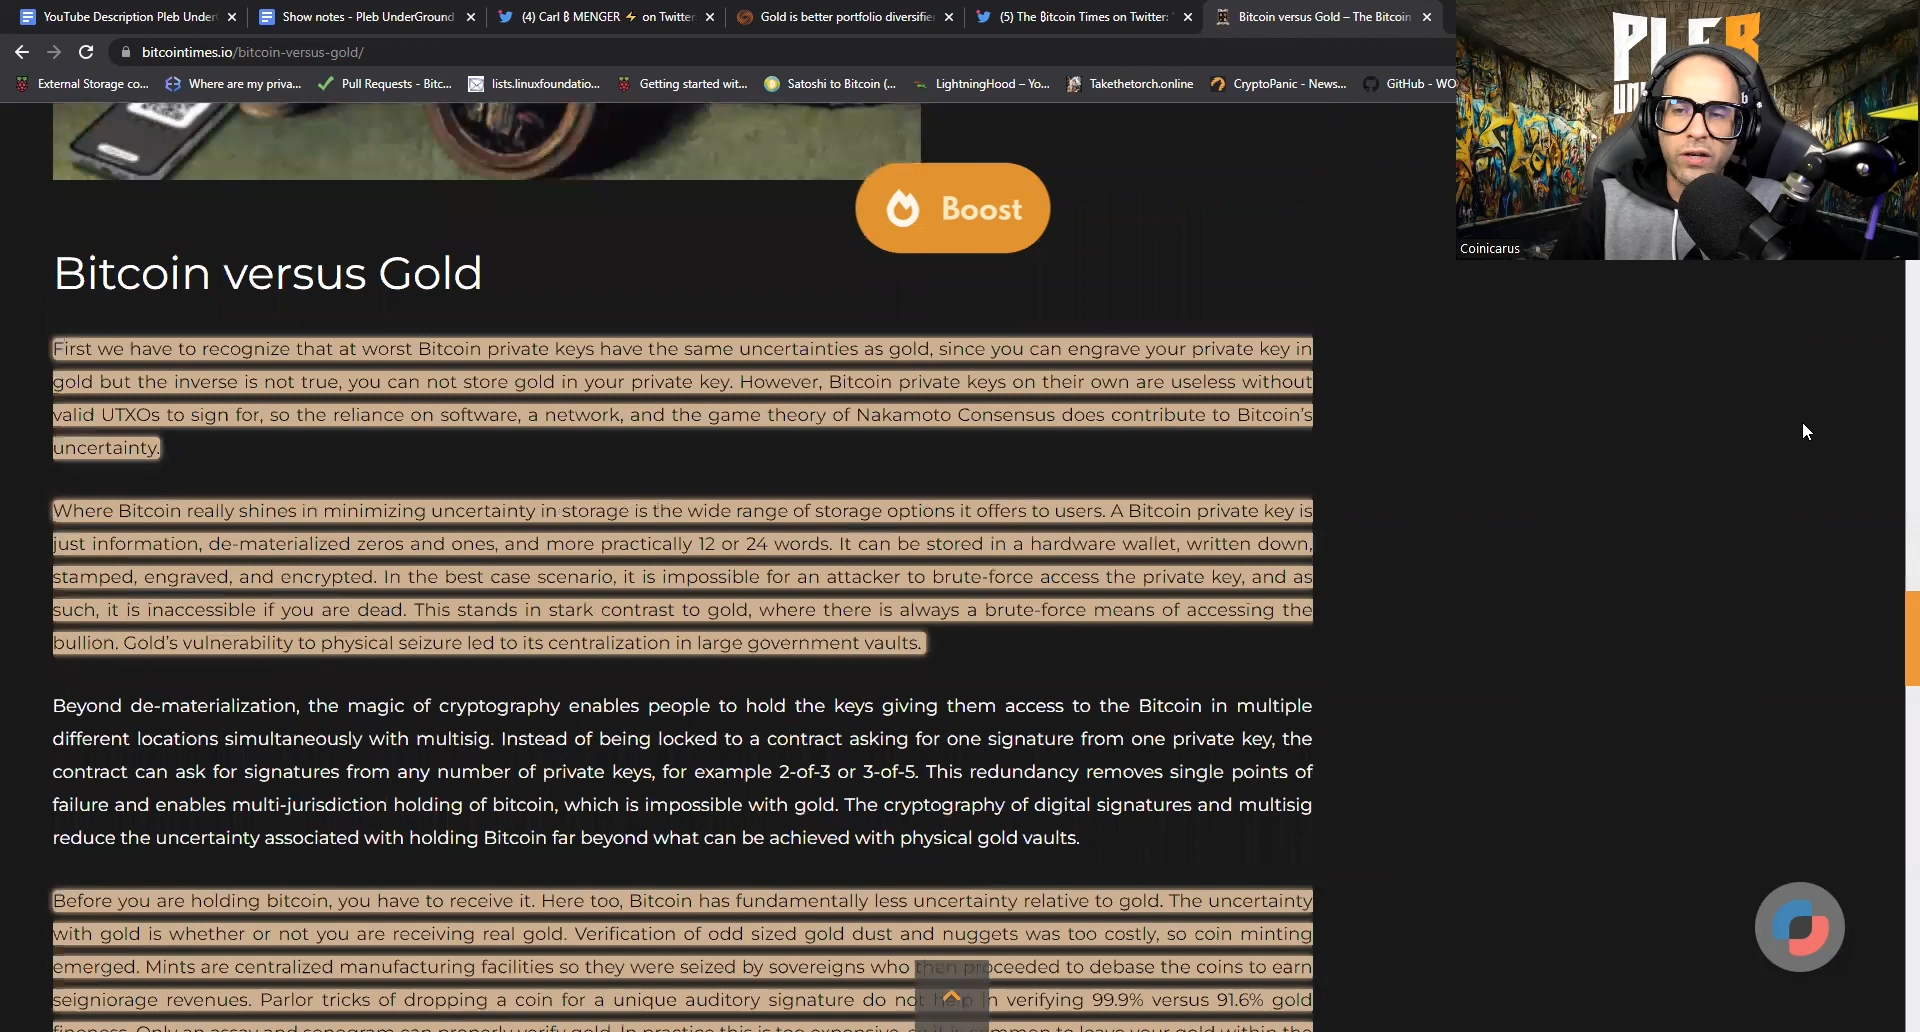 YouTube Description Pleb Under
Show notes - Pleb UnderGround
(4) Carl ₿ MENGER ⚡ on Twitter
Gold is better portfolio diversifie
(5) The Bitcoin Times on Twitter:
Bitcoin versus Gold – The Bitcoin
bitcointimes.io/bitcoin-versus-gold/
External Storage co...
Where are my priva...
Pull Requests - Bitc...
lists.linuxfoundatio...
Getting started wit...
Satoshi to Bitcoin (...
LightningHood – Yo...
Takethetorch.online
CryptoPanic - News...
GitHub - WO
PLEB
Coinicarus
Boost
Bitcoin versus Gold
First we have to recognize that at worst Bitcoin private keys have the same uncertainties as gold, since you can engrave your private key in
gold but the inverse is not true, you can not store gold in your private key. However, Bitcoin private keys on their own are useless without
valid UTXOs to sign for, so the reliance on software, a network, and the game theory of Nakamoto Consensus does contribute to Bitcoin's
uncertainty.
Where Bitcoin really shines in minimizing uncertainty in storage is the wide range of storage options it offers to users. A Bitcoin private key is
just information, de-materialized zeros and ones, and more practically 12 or 24 words. It can be stored in a hardware wallet, written down,
stamped, engraved, and encrypted. In the best case scenario, it is impossible for an attacker to brute-force access the private key, and as
such, it is inaccessible if you are dead. This stands in stark contrast to gold, where there is always a brute-force means of accessing the
bullion. Gold's vulnerability to physical seizure led to its centralization in large government vaults.
Beyond de-materialization, the magic of cryptography enables people to hold the keys giving them access to the Bitcoin in multiple
different locations simultaneously with multisig. Instead of being locked to a contract asking for one signature from one private key, the
contract can ask for signatures from any number of private keys, for example 2-of-3 or 3-of-5. This redundancy removes single points of
failure and enables multi-jurisdiction holding of bitcoin, which is impossible with gold. The cryptography of digital signatures and multisig
reduce the uncertainty associated with holding Bitcoin far beyond what can be achieved with physical gold vaults.
Before you are holding bitcoin, you have to receive it. Here too, Bitcoin has fundamentally less uncertainty relative to gold. The uncertainty
with gold is whether or not you are receiving real gold. Verification of odd sized gold dust and nuggets was too costly, so coin minting
emerged. Mints are centralized manufacturing facilities so they were seized by sovereigns who then proceeded to debase the coins to earn
seigniorage revenues. Parlor tricks of dropping a coin for a unique auditory signature do not help in verifying 99.9% versus 91.6% gold